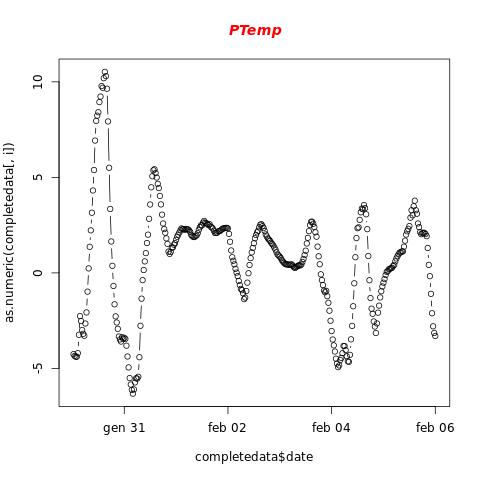 PTemp
as.numeric(completedata[, i])
10
5
0
-5
gen 31
feb 02
feb 04
feb 06
completedata$date